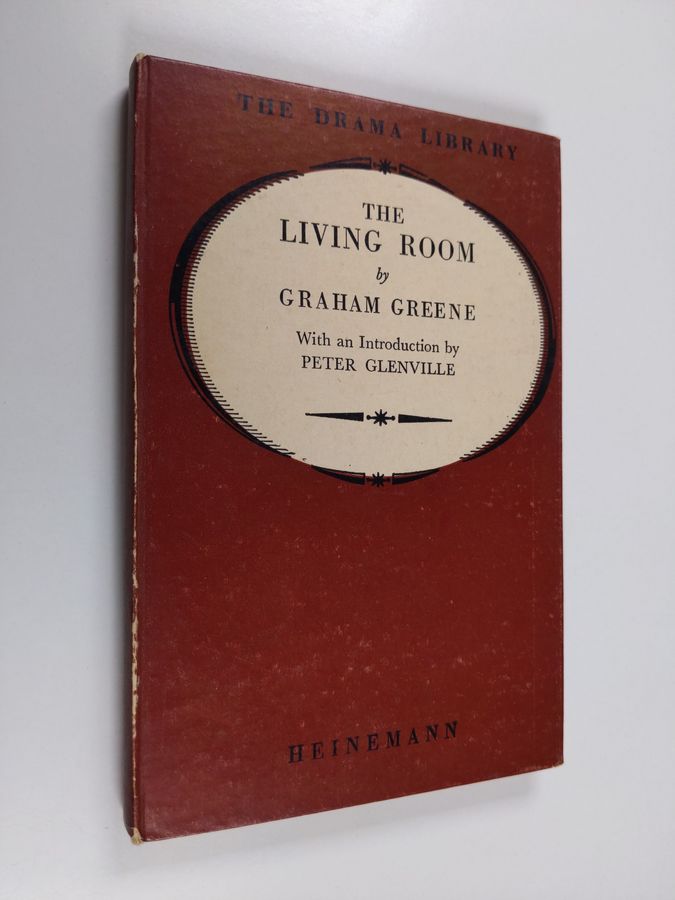 THE DRAMA LIBRARY
THE
LIVING ROOM
by
GRAHAM GREENE
With an Introduction by
PETER GLENVILLE
HEINEMANN